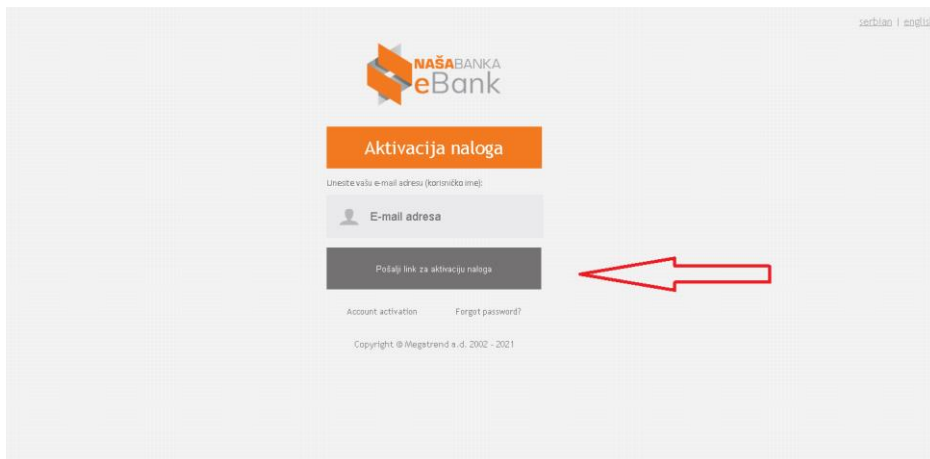 serbian | englis
NAŠABANKA
eBank
Aktivacija naloga
Unesite vašu e-mail adresu (korisničko ime):
E-mail adresa
Pošalji link za aktivaciju naloga
Account activation Forgot password?
Copyright © Megatrend a.d. 2002 - 2021